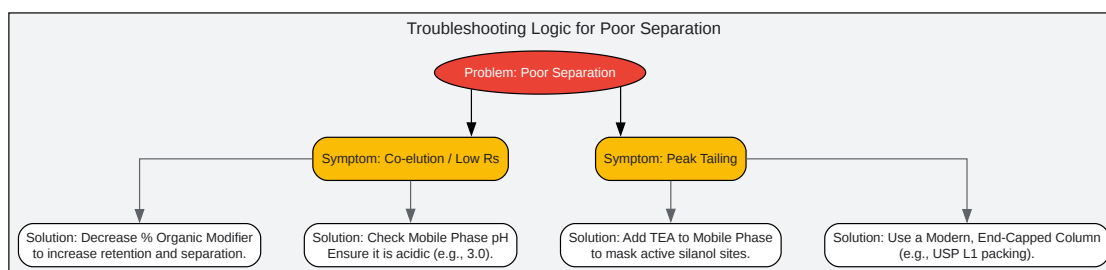 Troubleshooting Logic for Poor Separation
Problem: Poor Separation
Symptom: Co-elution / Low Rs
Symptom: Peak Tailing
Solution: Decrease % Organic Modifier
to increase retention and separation.
Solution: Check Mobile Phase pH
Ensure it is acidic (e.g., 3.0).
Solution: Add TEA to Mobile Phase
to mask active silanol sites.
Solution: Use a Modern, End-Capped Column
(e.g., USP L1 packing).